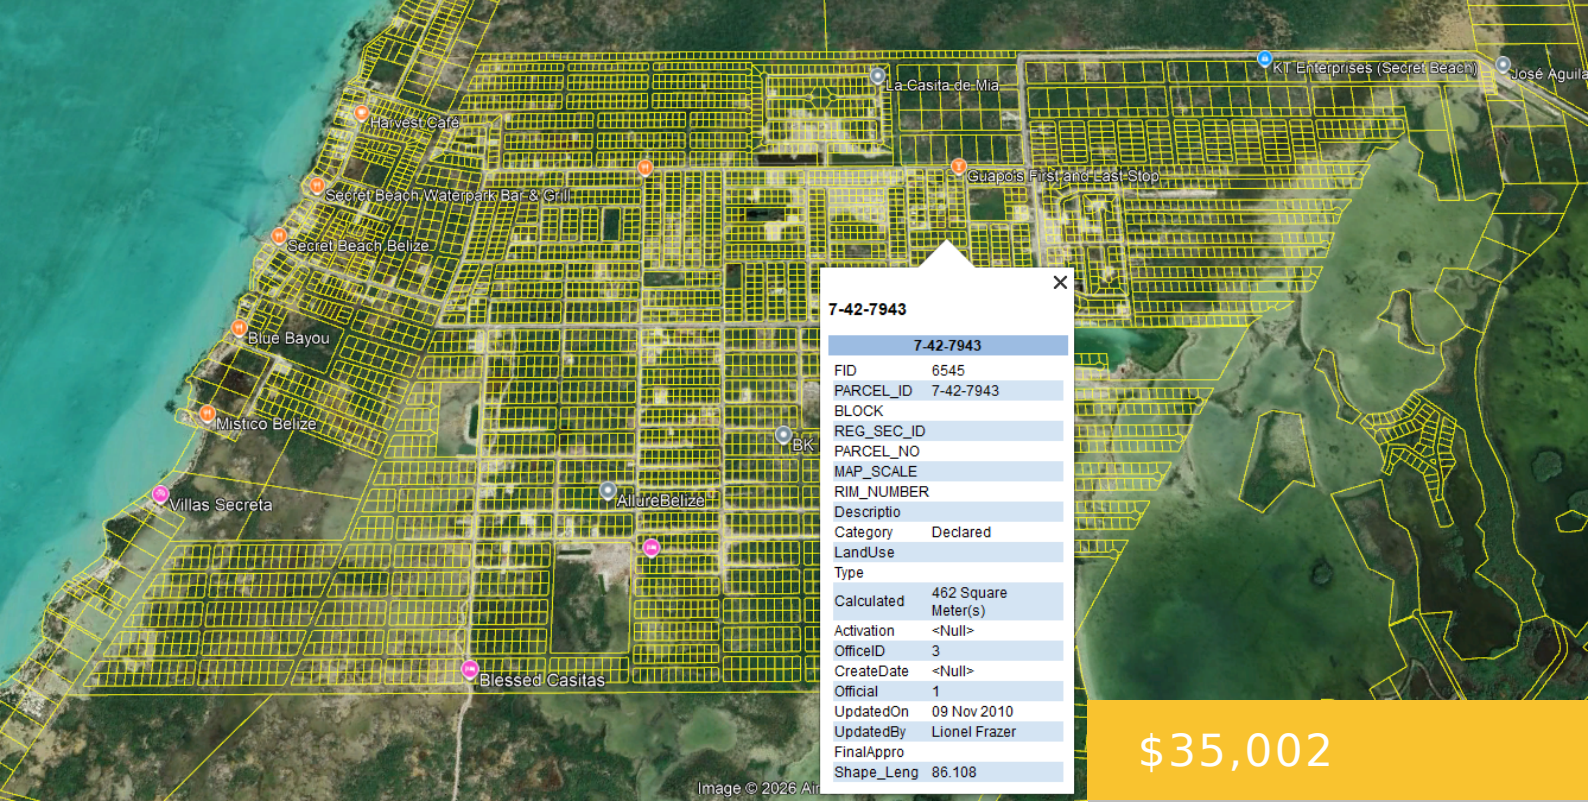 La Casita de Mia
KT Enterprises (Secret Beach)
José Aguila
Harvest Café
Guapo's First and Last Stop
Secret Beach Waterpark Bar & Grill
Secret Beach Belize
Blue Bayou
Mistico Belize
BK
Villas Secreta
AllureBelize
Blessed Casitas
7-42-7943
7-42-7943
FID 6545
PARCEL_ID 7-42-7943
BLOCK
REG_SEC_ID
PARCEL_NO
MAP_SCALE
RIM_NUMBER
Descriptio
Category Declared
LandUse
Type
Calculated 462 Square
Meter(s)
Activation <Null>
OfficeID 3
CreateDate <Null>
Official 1
UpdatedOn 09 Nov 2010
UpdatedBy Lionel Frazer
FinalAppro
Shape_Leng 86.108
Image © 2026 Air
$35,002